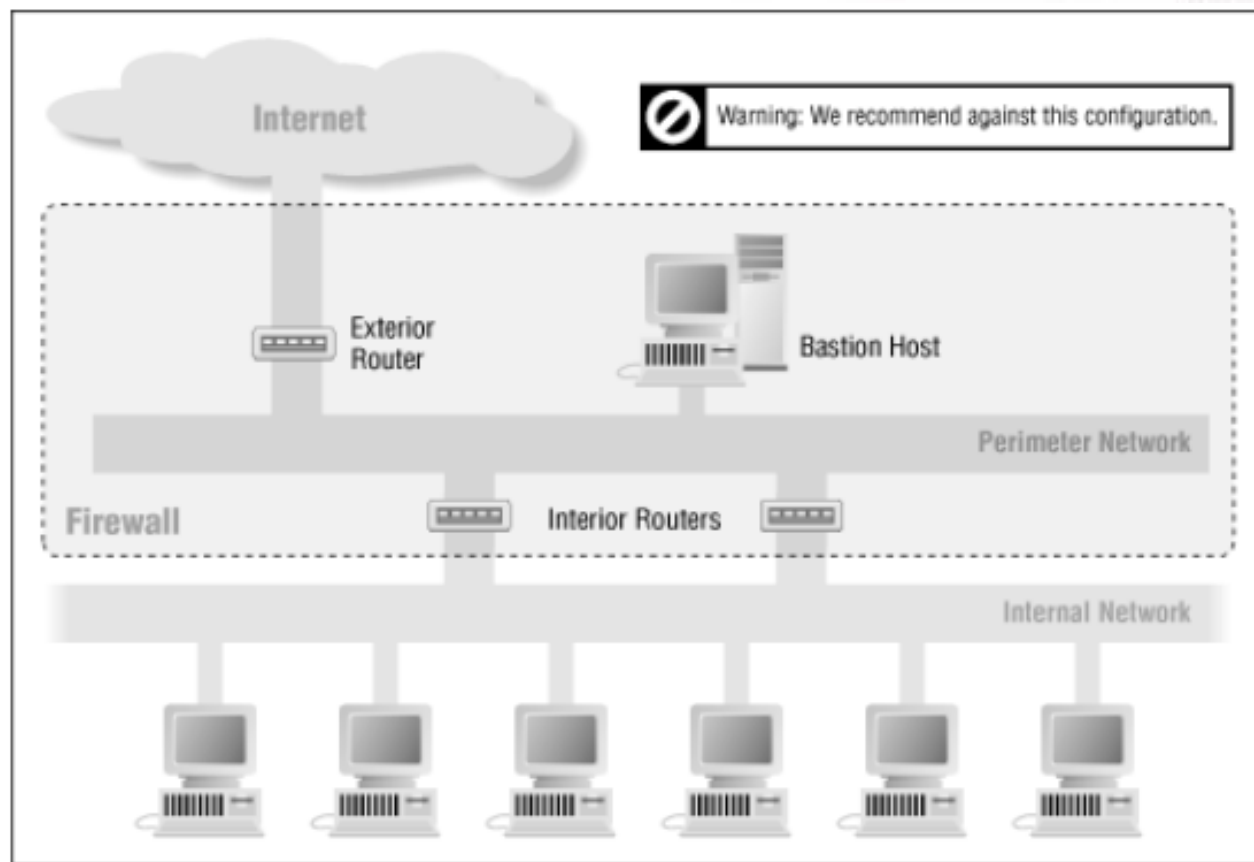 Internet
Warning: We recommend against this configuration.
Exterior
Router
Bastion Host
Perimeter Network
Firewall
Interior Routers
Internal Network